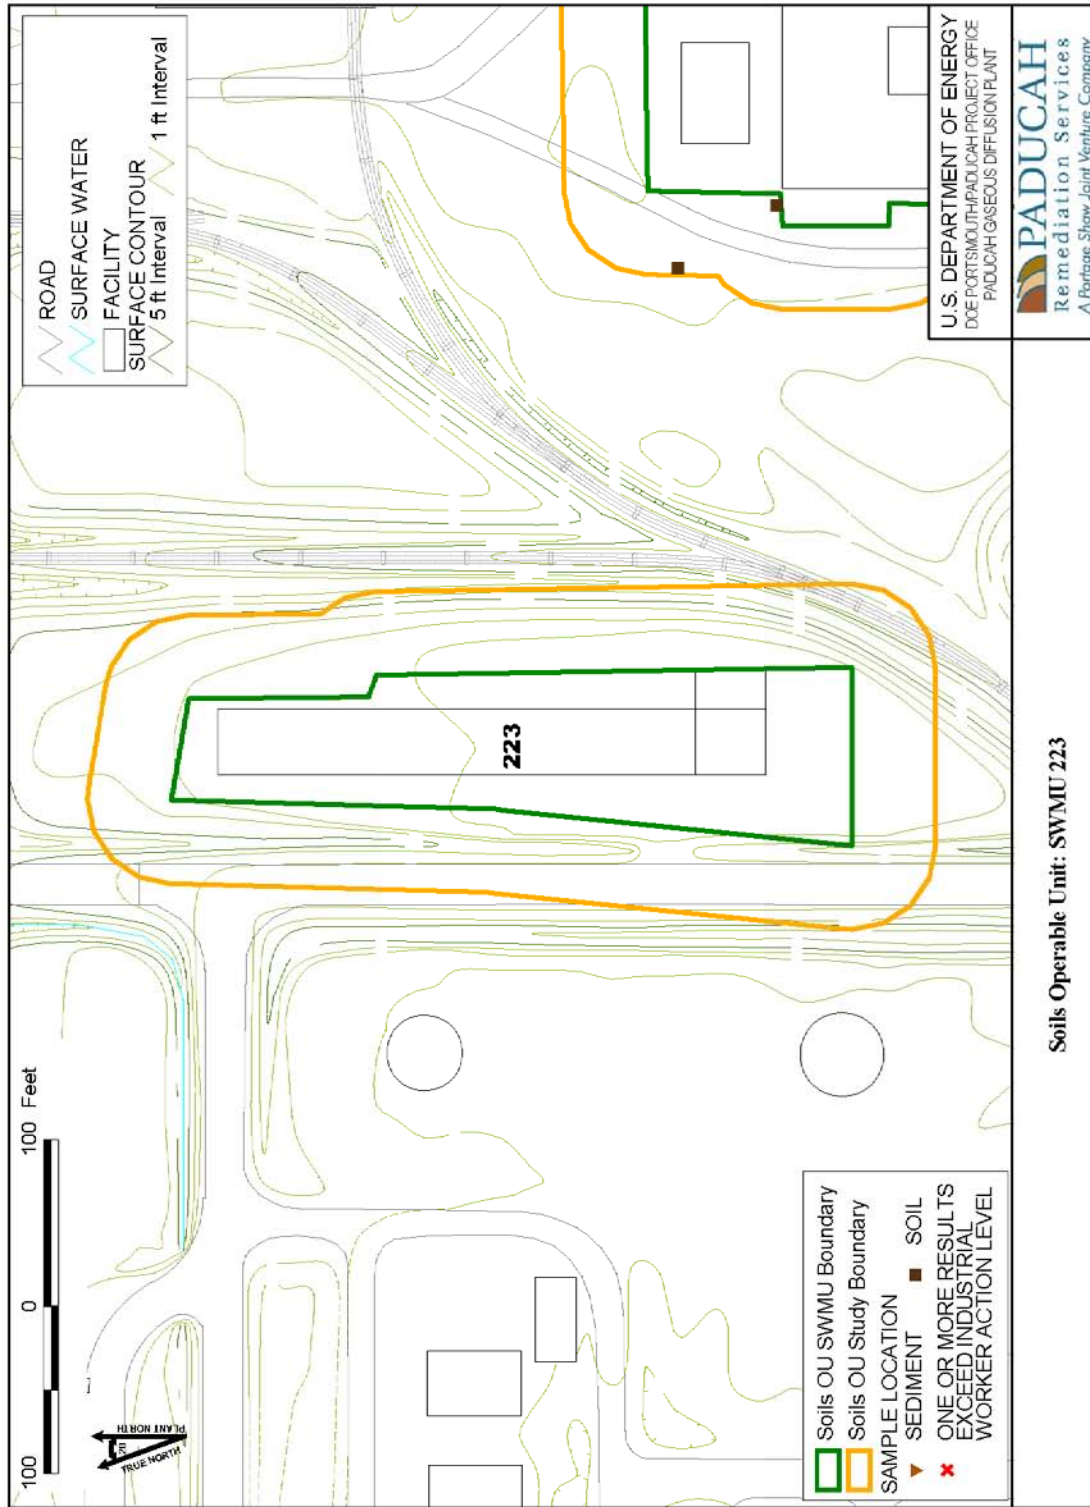 100 0 100 Feet
TRUE NORTH
PLANT NORTH
20
ROAD
SURFACE WATER
FACILITY
SURFACE CONTOUR
5 ft Interval 1 ft Interval
223
Soils OU SWMU Boundary
Soils OU Study Boundary
SAMPLE LOCATION
SEDIMENT SOIL
ONE OR MORE RESULTS
EXCEED INDUSTRIAL
WORKER ACTION LEVEL
U.S. DEPARTMENT OF ENERGY
DOE PORTSMOUTH/PADUCAH PROJECT OFFICE
PADUCAH GASEOUS DIFFUSION PLANT
PADUCAH
Remediation Services
A Portage Shaw Joint Venture Company
Soils Operable Unit: SWMU 223